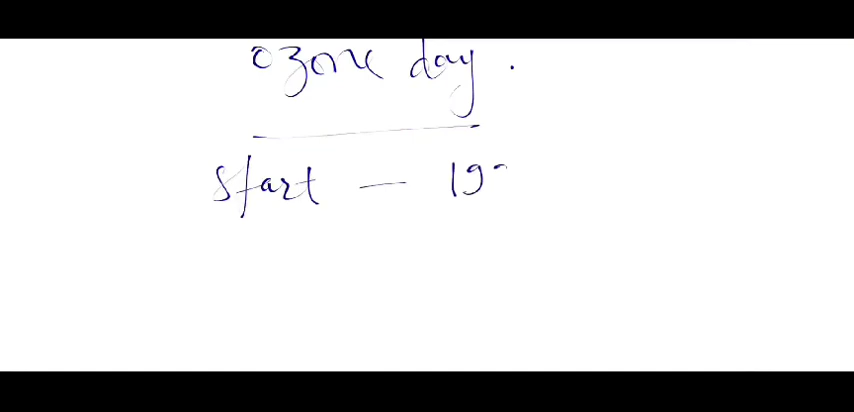 ozone day.
start — 19